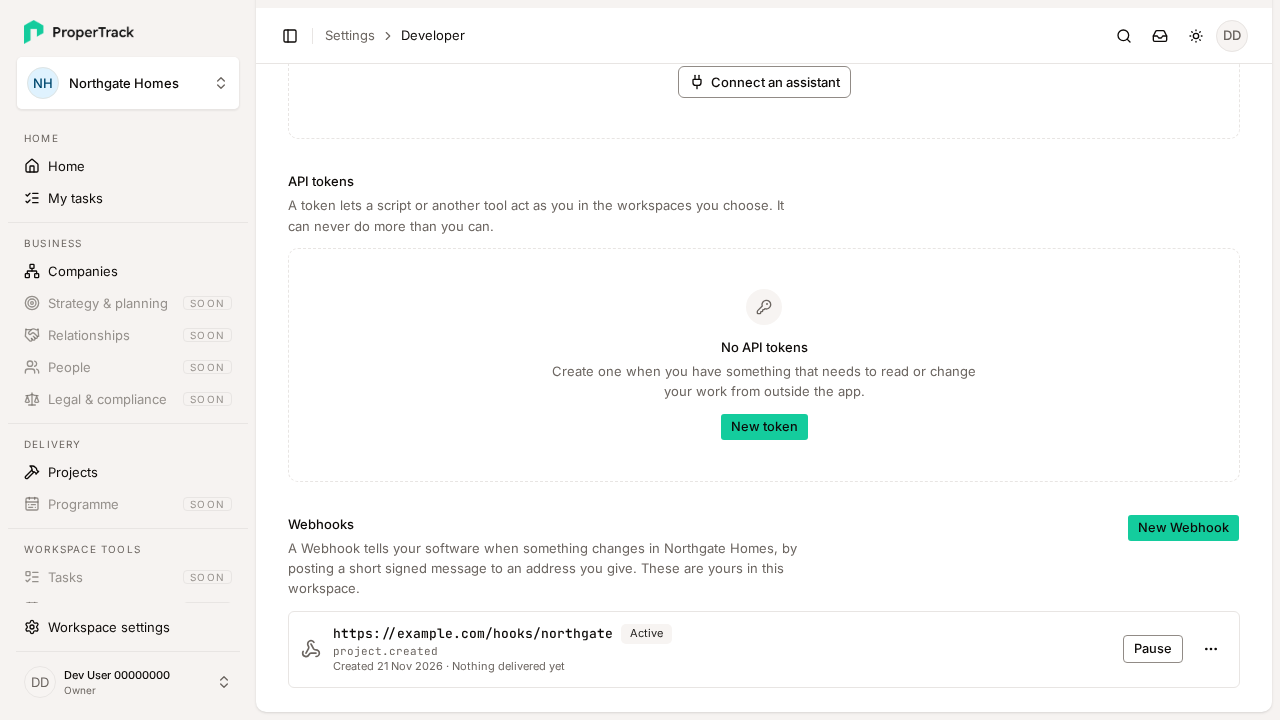 ProperTrack
NH Northgate Homes
HOME
Home
My tasks
BUSINESS
Companies
Strategy & planning SOON
Relationships SOON
People SOON
Legal & compliance SOON
DELIVERY
Projects
Programme SOON
WORKSPACE TOOLS
Tasks SOON
Workspace settings
DD Dev User 00000000
Owner
Settings > Developer
DD
Connect an assistant
API tokens
A token lets a script or another tool act as you in the workspaces you choose. It
can never do more than you can.
No API tokens
Create one when you have something that needs to read or change
your work from outside the app.
New token
Webhooks
New Webhook
A Webhook tells your software when something changes in Northgate Homes, by
posting a short signed message to an address you give. These are yours in this
workspace.
https://example.com/hooks/northgate Active
project.created
Created 21 Nov 2026 · Nothing delivered yet
Pause